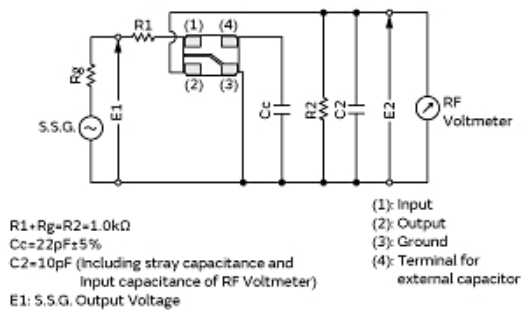 R1
(1)
(4)
(2)
(3)
Rg
E1
S.S.G.
Cc
R2
C2
E2
RF
Voltmeter
R1+Rg=R2=1.0kΩ
Cc=22pF±5%
C2=10pF (Including stray capacitance and
Input capacitance of RF Voltmeter)
E1: S.S.G. Output Voltage
(1): Input
(2): Output
(3): Ground
(4): Terminal for
external capacitor